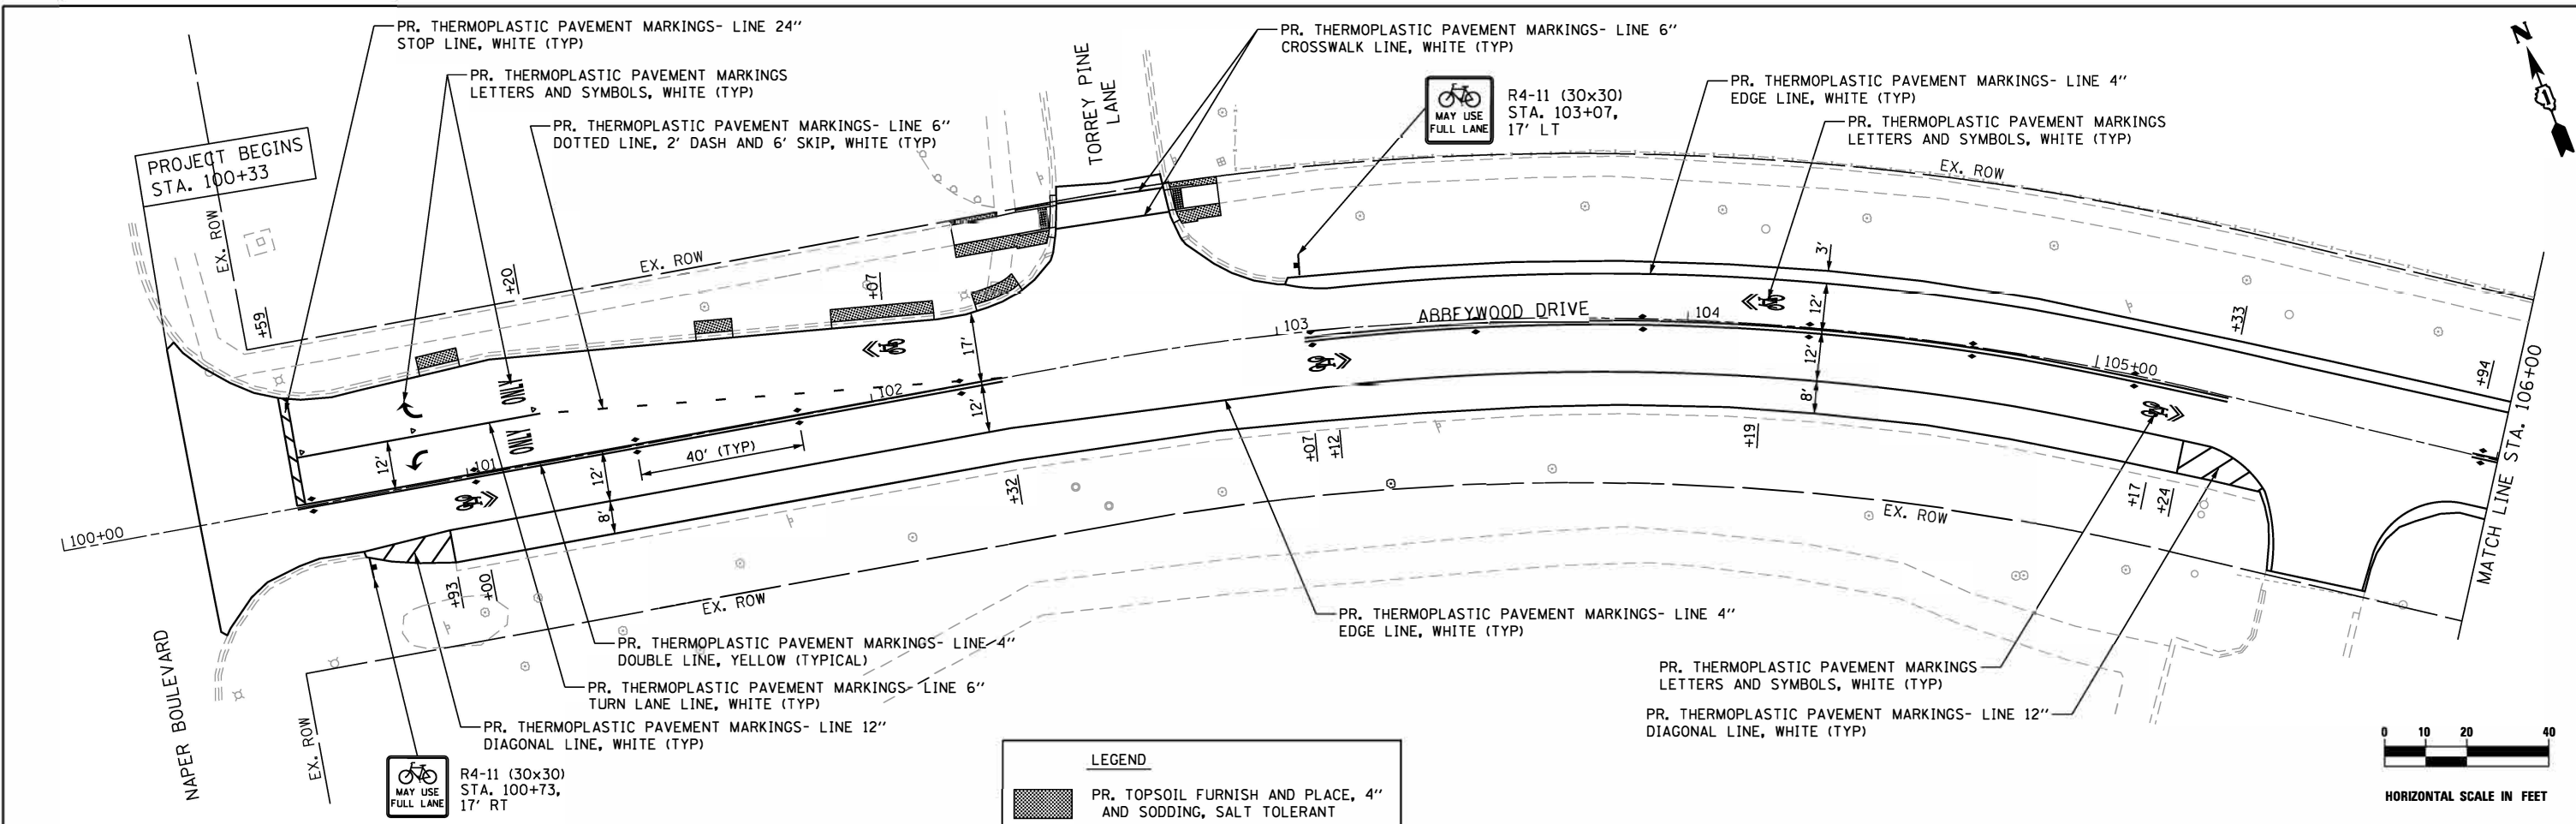 PR. THERMOPLASTIC PAVEMENT MARKINGS- LINE 24"
STOP LINE, WHITE (TYP)
PR. THERMOPLASTIC PAVEMENT MARKINGS
LETTERS AND SYMBOLS, WHITE (TYP)
PR. THERMOPLASTIC PAVEMENT MARKINGS- LINE 6"
DOTTED LINE, 2' DASH AND 6' SKIP, WHITE (TYP)
TORREY PINE
LANE
PR. THERMOPLASTIC PAVEMENT MARKINGS- LINE 6"
CROSSWALK LINE, WHITE (TYP)
MAY USE
FULL LANE
R4-11 (30x30)
STA. 103+07,
17' LT
PR. THERMOPLASTIC PAVEMENT MARKINGS- LINE 4"
EDGE LINE, WHITE (TYP)
PR. THERMOPLASTIC PAVEMENT MARKINGS
LETTERS AND SYMBOLS, WHITE (TYP)
N
PROJECT BEGINS
STA. 100+33
EX. ROW
EX. ROW
EX. ROW
+59
+20
+07
3'
12'
12'
8'
+33
+94
ONLY
ONLY
17'
12'
12'
12'
8'
40' (TYP)
100+00
101
102
103
ABBEYWOOD DRIVE
104
105+00
MATCH LINE STA. 106+00
+93
+00
+32
+07
+12
+19
+17
+24
EX. ROW
EX. ROW
EX. ROW
NAPER BOULEVARD
PR. THERMOPLASTIC PAVEMENT MARKINGS- LINE 4"
DOUBLE LINE, YELLOW (TYPICAL)
PR. THERMOPLASTIC PAVEMENT MARKINGS- LINE 6"
TURN LANE LINE, WHITE (TYP)
PR. THERMOPLASTIC PAVEMENT MARKINGS- LINE 12"
DIAGONAL LINE, WHITE (TYP)
MAY USE
FULL LANE
R4-11 (30x30)
STA. 100+73,
17' RT
PR. THERMOPLASTIC PAVEMENT MARKINGS- LINE 4"
EDGE LINE, WHITE (TYP)
PR. THERMOPLASTIC PAVEMENT MARKINGS
LETTERS AND SYMBOLS, WHITE (TYP)
PR. THERMOPLASTIC PAVEMENT MARKINGS- LINE 12"
DIAGONAL LINE, WHITE (TYP)
LEGEND
PR. TOPSOIL FURNISH AND PLACE, 4"
AND SODDING, SALT TOLERANT
0 10 20 40
HORIZONTAL SCALE IN FEET